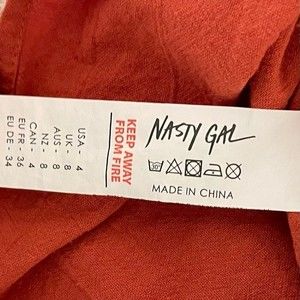 NASTY GAL
MADE IN CHINA
KEEP AWAY
FROM FIRE
USA - 4
UK - 8
AUS - 8
NZ - 8
CAN - 4
EU FR - 36
EU DE - 34